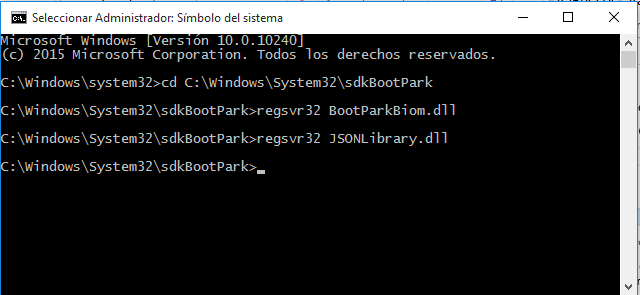 Seleccionar Administrador: Símbolo del sistema
Microsoft Windows [Versión 10.0.10240]
(c) 2015 Microsoft Corporation. Todos los derechos reservados.
C:\Windows\system32>cd C:\Windows\System32\sdkBootPark
C:\Windows\System32\sdkBootPark>regsvr32 BootParkBiom.dll
C:\Windows\System32\sdkBootPark>regsvr32 JSONLibrary.dll
C:\Windows\System32\sdkBootPark>